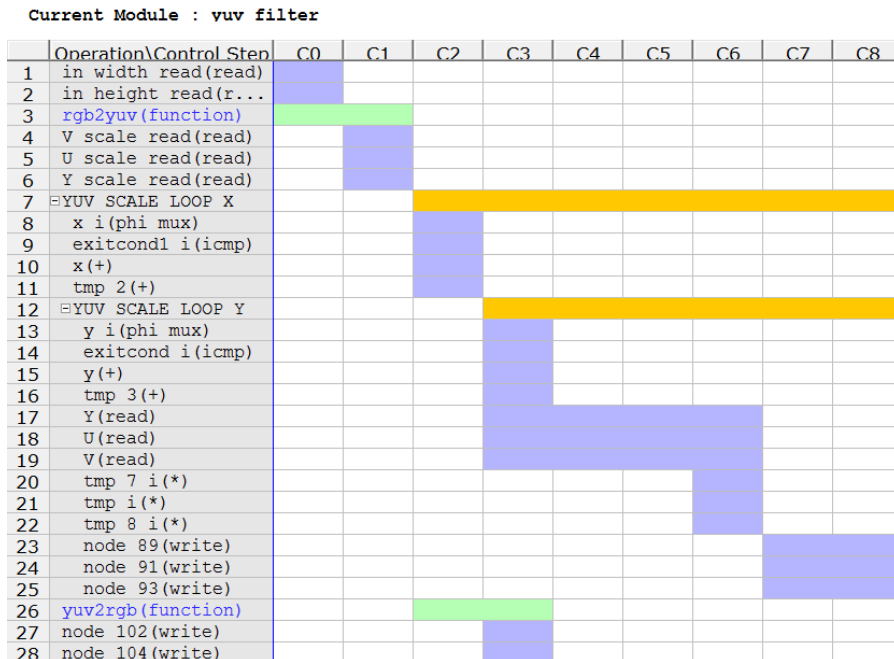 Current Module : yuv filter
Operation\Control Step C0 C1 C2 C3 C4 C5 C6 C7 C8
1 in width read(read)
2 in height read(r...
3 rgb2yuv(function)
4 V scale read(read)
5 U scale read(read)
6 Y scale read(read)
7 YUV SCALE LOOP X
8 x i(phi mux)
9 exitcond1 i(icmp)
10 x(+)
11 tmp 2(+)
12 YUV SCALE LOOP Y
13 y i(phi mux)
14 exitcond i(icmp)
15 y(+)
16 tmp 3(+)
17 Y(read)
18 U(read)
19 V(read)
20 tmp 7 i(*)
21 tmp i(*)
22 tmp 8 i(*)
23 node 89(write)
24 node 91(write)
25 node 93(write)
26 yuv2rgb(function)
27 node 102(write)
28 node 104(write)